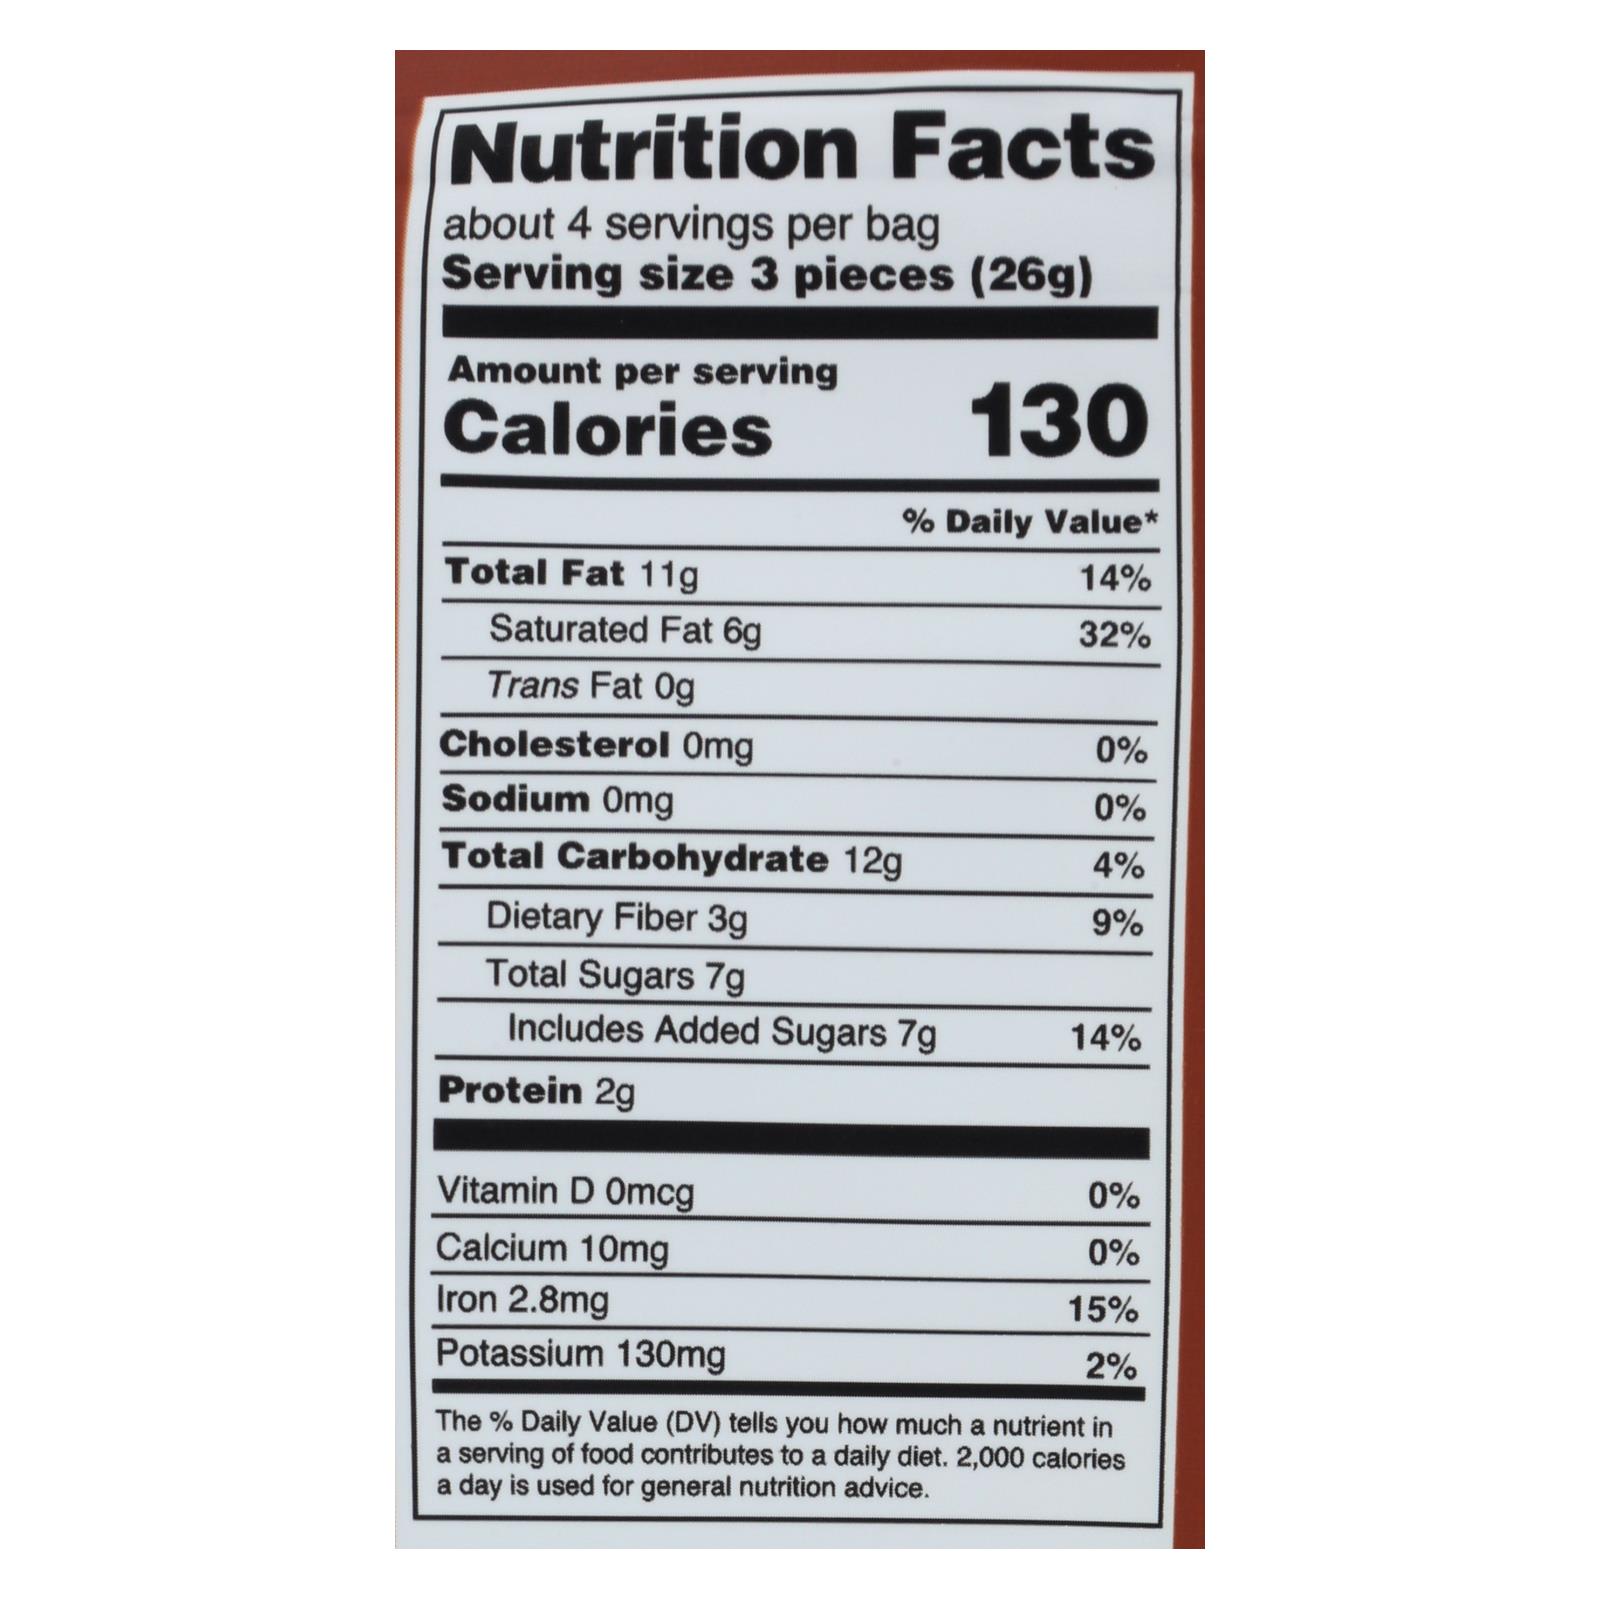 Nutrition Facts
about 4 servings per bag
Serving size 3 pieces (26g)
Amount per serving
Calories 130
% Daily Value*
Total Fat 11g 14%
Saturated Fat 6g 32%
Trans Fat 0g
Cholesterol 0mg 0%
Sodium 0mg 0%
Total Carbohydrate 12g 4%
Dietary Fiber 3g 9%
Total Sugars 7g
Includes Added Sugars 7g 14%
Protein 2g
Vitamin D 0mcg 0%
Calcium 10mg 0%
Iron 2.8mg 15%
Potassium 130mg 2%
The % Daily Value (DV) tells you how much a nutrient in
a serving of food contributes to a daily diet. 2,000 calories
a day is used for general nutrition advice.